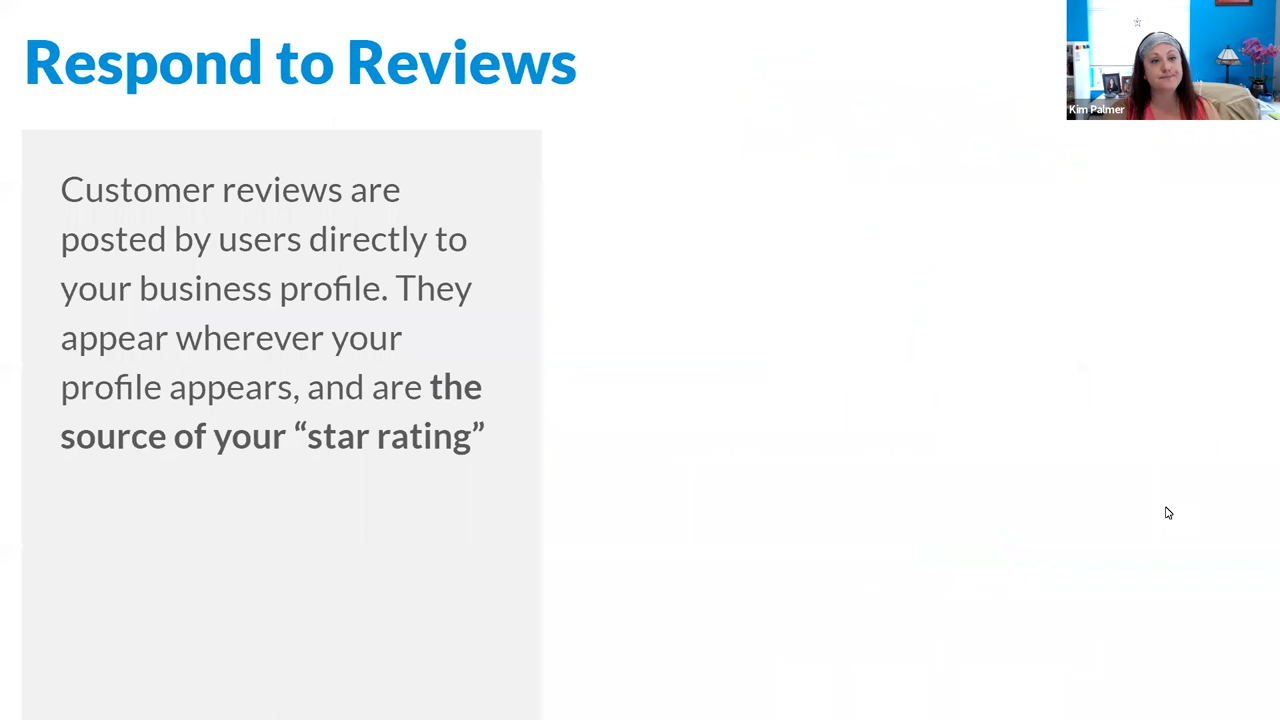 Respond to Reviews
Kim Palmer
Customer reviews are
posted by users directly to
your business profile. They
appear wherever your
profile appears, and are the
source of your “star rating”